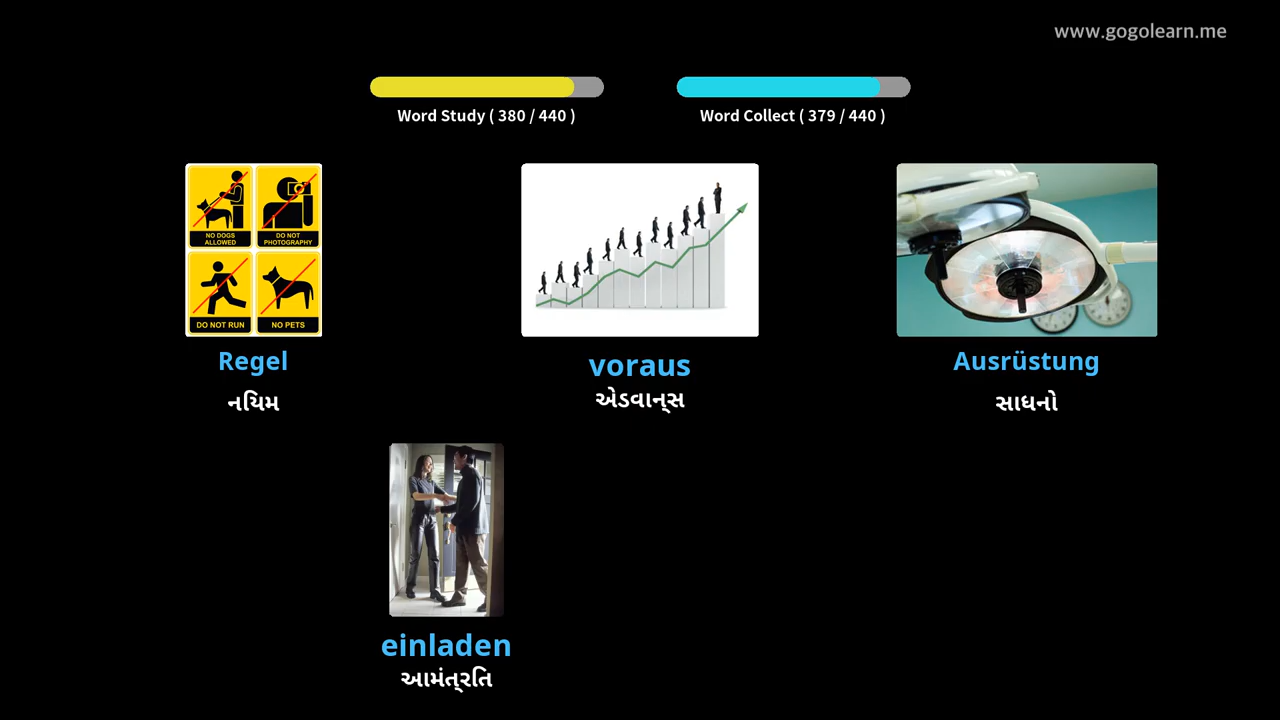 www.gogolearn.me
Word Study ( 380 / 440 )
Word Collect ( 379 / 440 )
NO DOGS
ALLOWED
DO NOT
PHOTOGRAPHY
DO NOT RUN
NO PETS
Regel
નિયમ
voraus
એડવાન્સ
Ausrüstung
સાધનો
einladen
આમંત્રિત